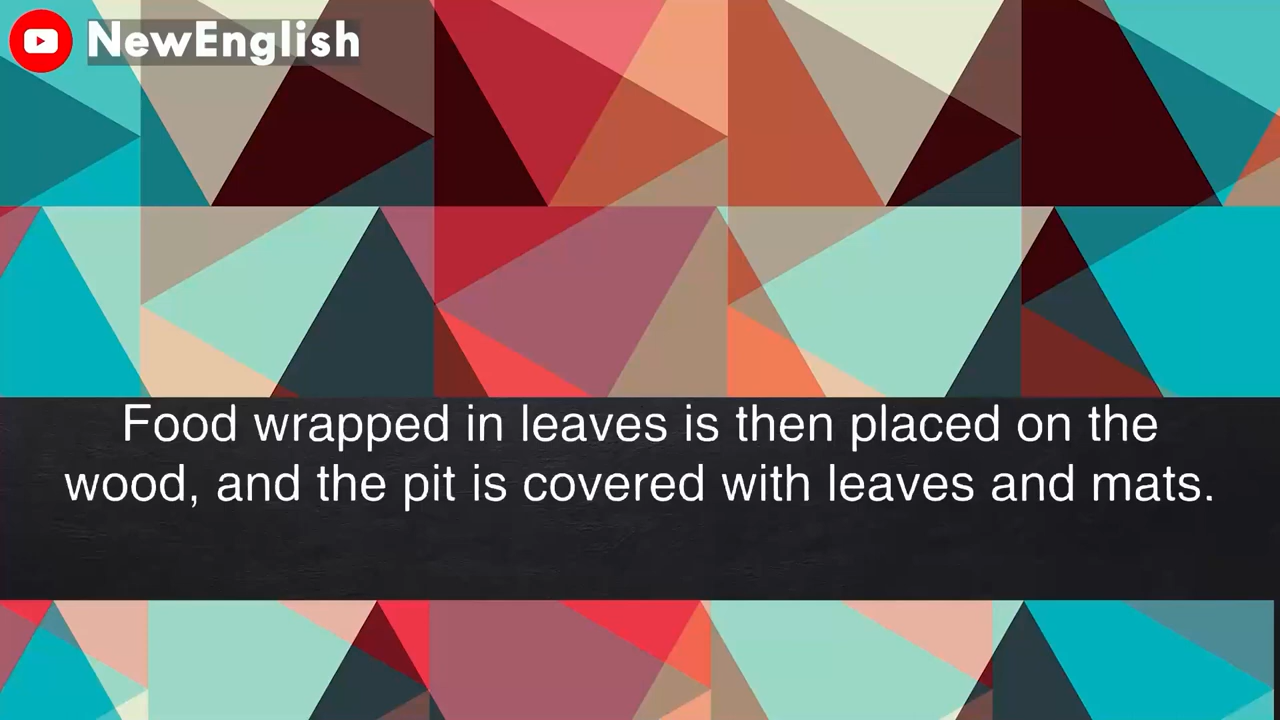 NewEnglish
Food wrapped in leaves is then placed on the
wood, and the pit is covered with leaves and mats.